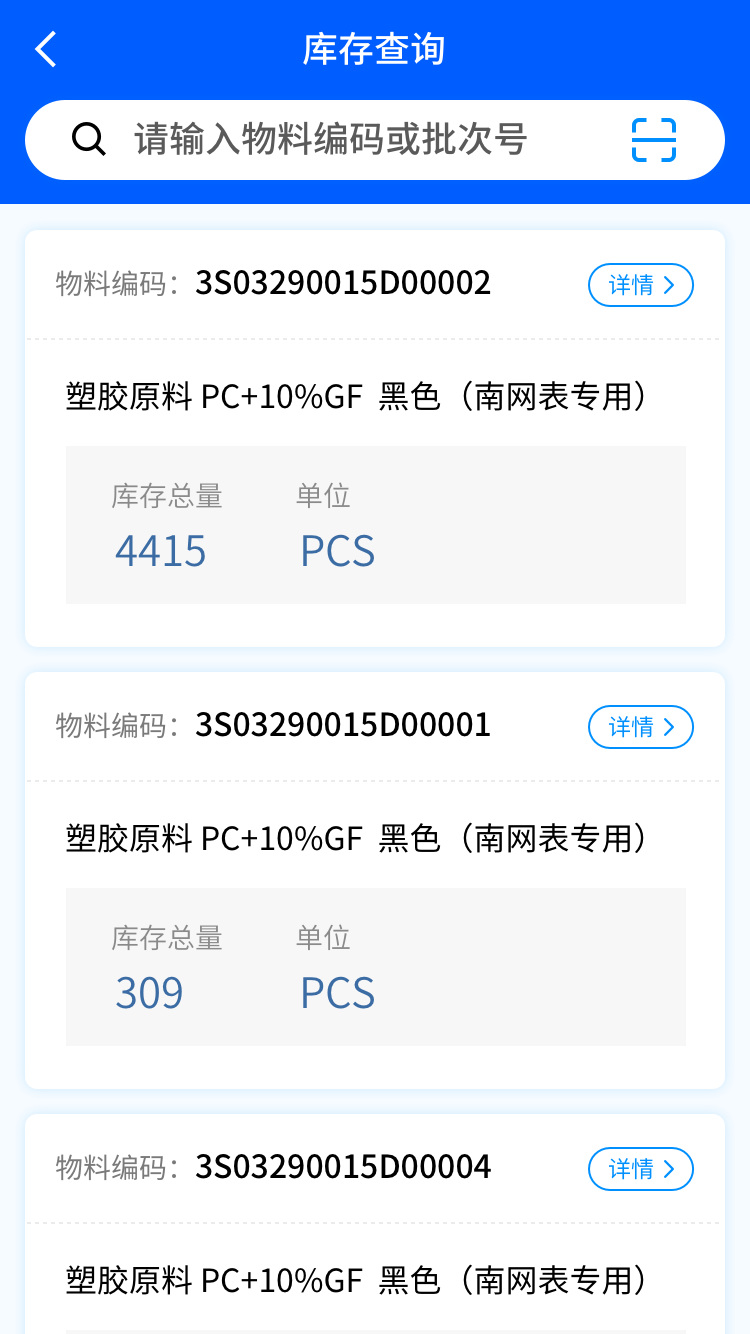 库存查询
请输入物料编码或批次号
物料编码：3S03290015D00002 详情
塑胶原料 PC+10%GF 黑色（南网表专用）
库存总量 单位
4415 PCS
物料编码：3S03290015D00001 详情
塑胶原料 PC+10%GF 黑色（南网表专用）
库存总量 单位
309 PCS
物料编码：3S03290015D00004 详情
塑胶原料 PC+10%GF 黑色（南网表专用）